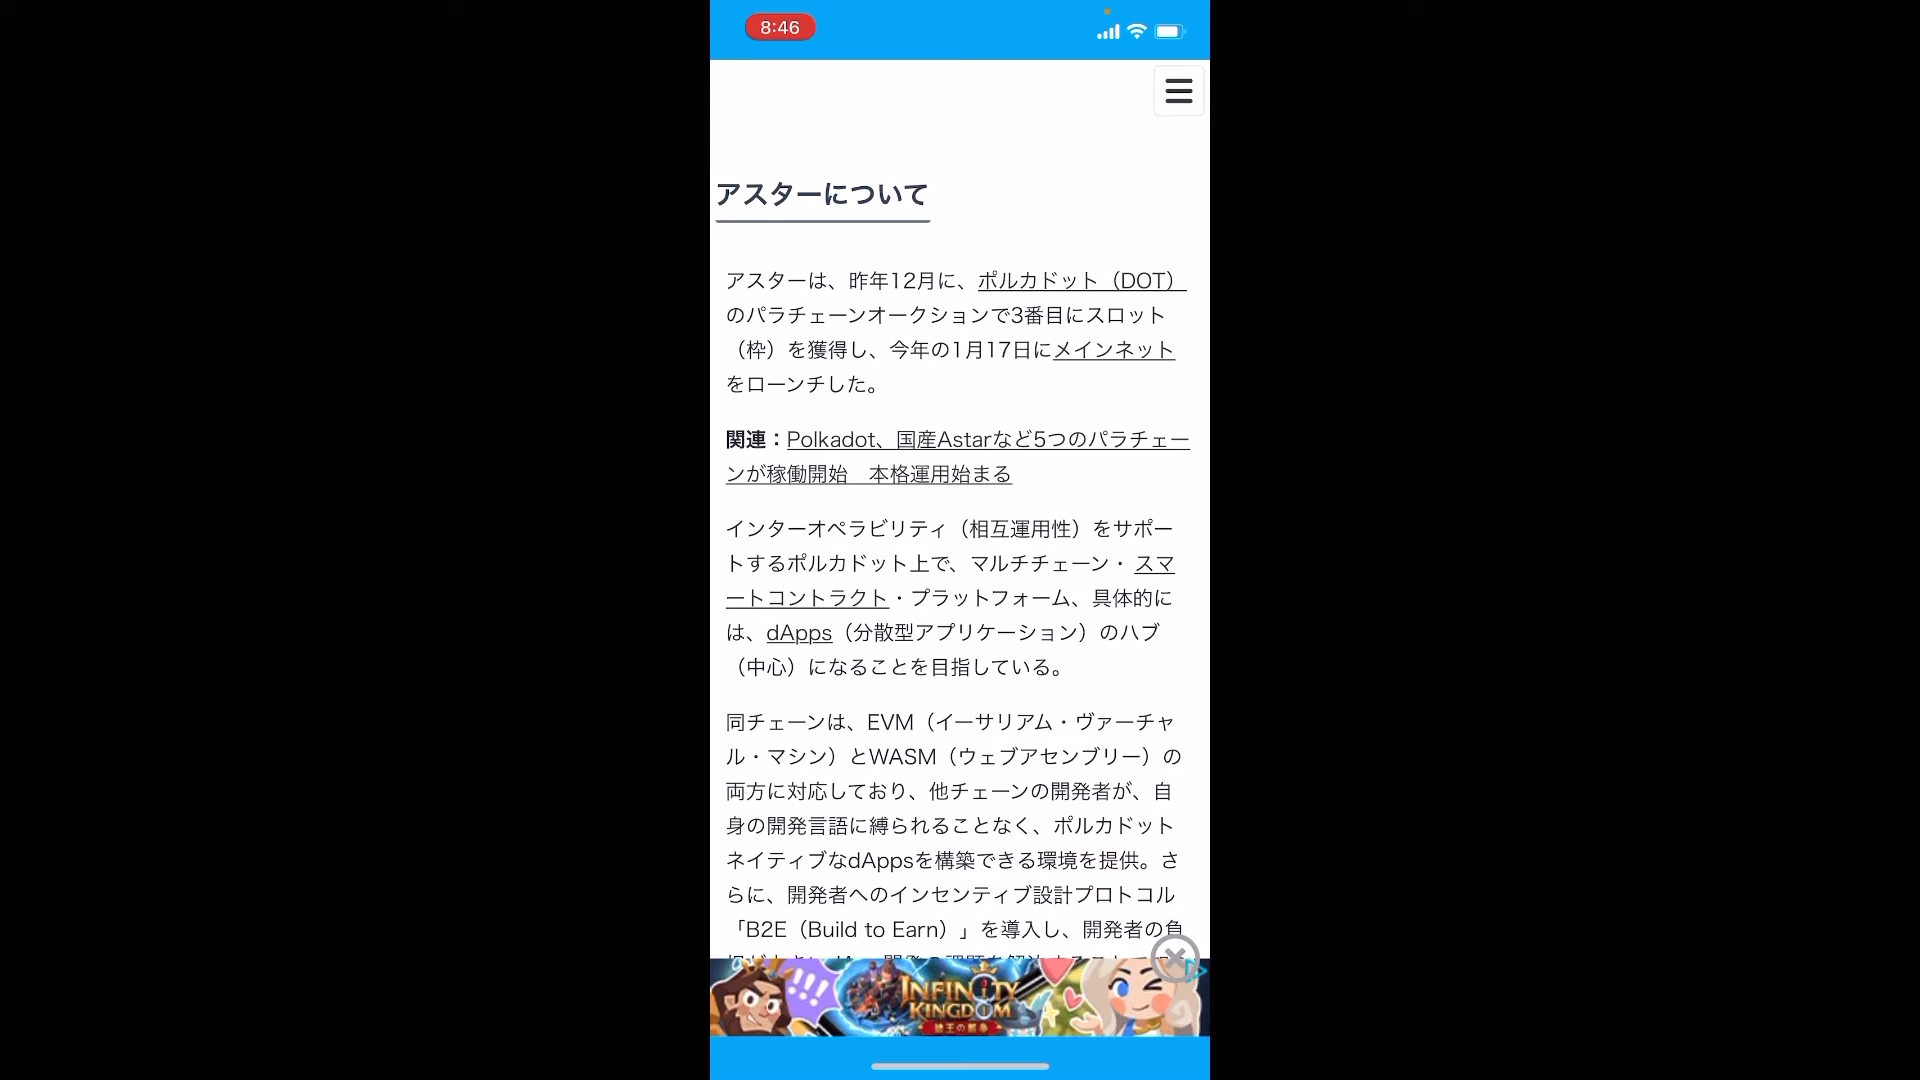 8:46
アスターについて
アスターは、昨年12月に、ポルカドット（DOT）
のパラチェーンオークションで3番目にスロット
（枠）を獲得し、今年の1月17日にメインネット
をローンチした。
関連：Polkadot、国産Astarなど5つのパラチェー
ンが稼働開始　本格運用始まる
インターオペラビリティ（相互運用性）をサポー
トするポルカドット上で、マルチチェーン・ スマ
ートコントラクト・プラットフォーム、具体的に
は、dApps（分散型アプリケーション）のハブ
（中心）になることを目指している。
同チェーンは、EVM（イーサリアム・ヴァーチャ
ル・マシン）とWASM（ウェブアセンブリー）の
両方に対応しており、他チェーンの開発者が、自
身の開発言語に縛られることなく、ポルカドット
ネイティブなdAppsを構築できる環境を提供。さ
らに、開発者へのインセンティブ設計プロトコル
「B2E（Build to Earn）」を導入し、開発者の負
!!!
INFINITY
KINGDOM